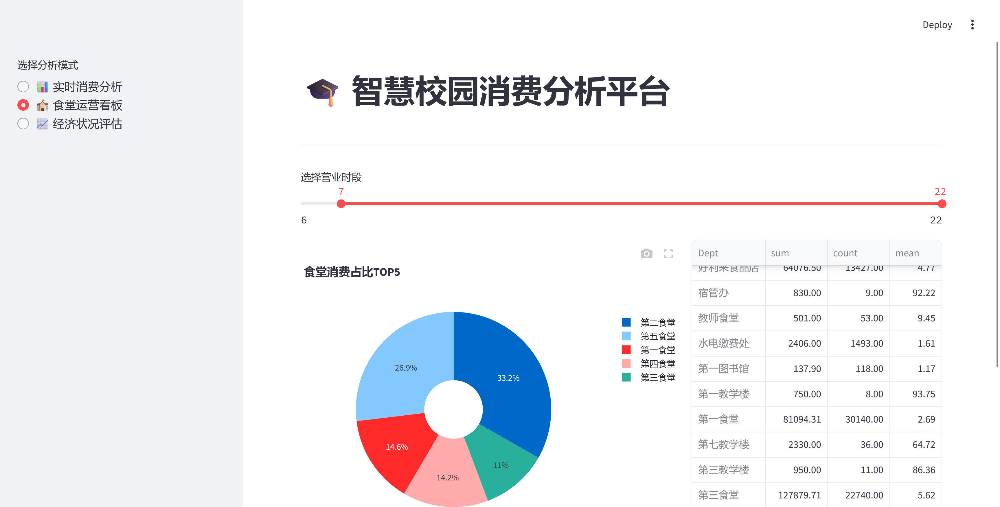 Deploy
选择分析模式
实时消费分析
食堂运营看板
经济状况评估
智慧校园消费分析平台
选择营业时段
7 22
6 22
食堂消费占比TOP5
33.2%
26.9%
14.6%
14.2%
11%
第二食堂
第五食堂
第一食堂
第四食堂
第三食堂
Dept sum count mean
好利来食品店 64076.50 13427.00 4.77
宿管办 830.00 9.00 92.22
教师食堂 501.00 53.00 9.45
水电缴费处 2406.00 1493.00 1.61
第一图书馆 137.90 118.00 1.17
第一教学楼 750.00 8.00 93.75
第一食堂 81094.31 30140.00 2.69
第七教学楼 2330.00 36.00 64.72
第三教学楼 950.00 11.00 86.36
第三食堂 127879.71 22740.00 5.62